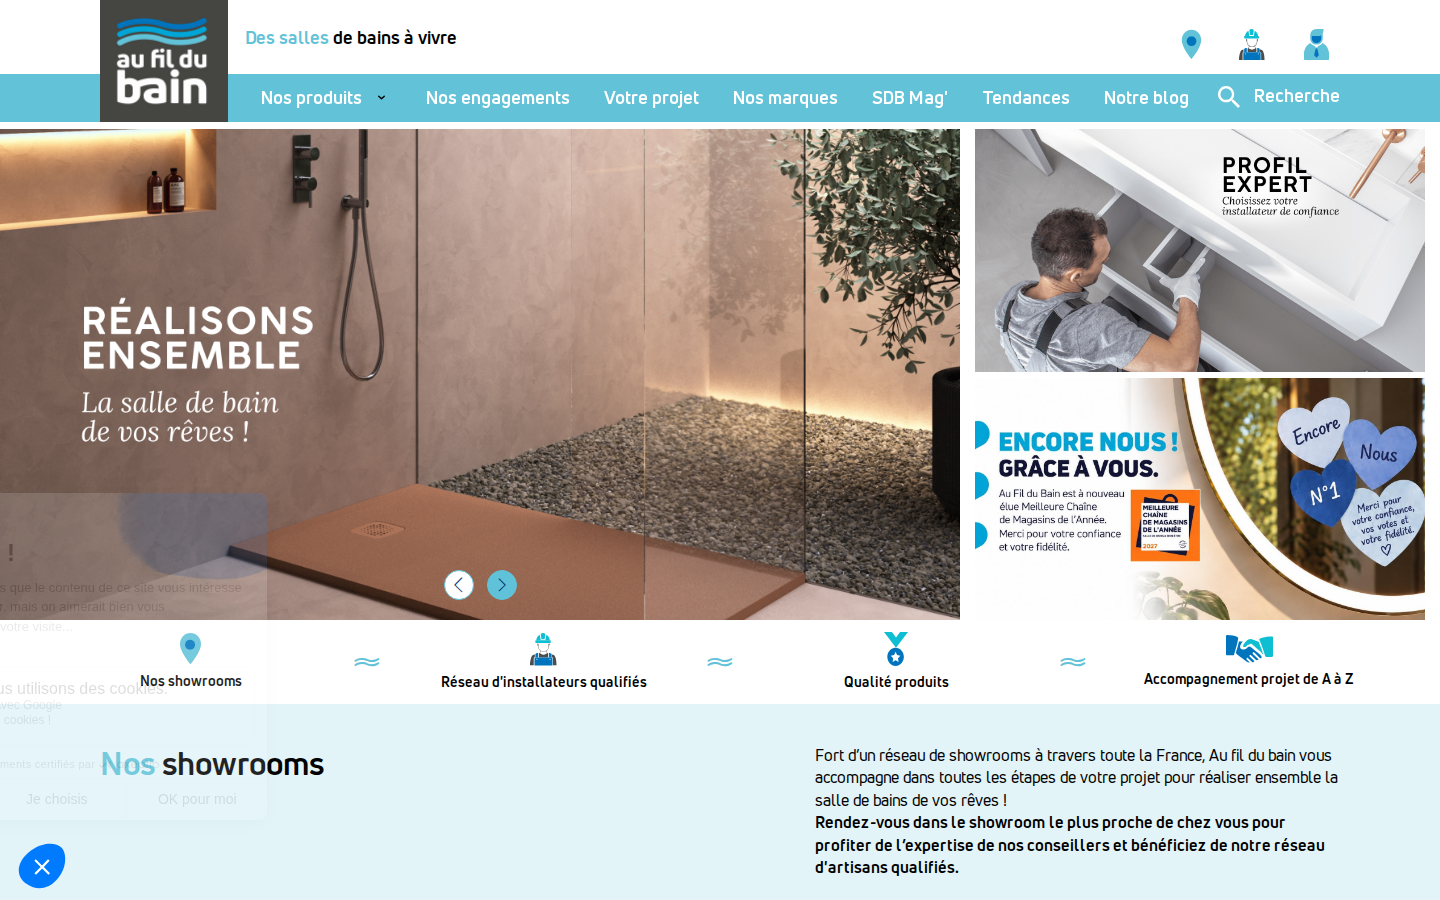 au fil du
bain
Des salles de bains à vivre
Nos produits
Nos engagements
Votre projet
Nos marques
SDB Mag'
Tendances
Notre blog
Recherche
RÉALISONS
ENSEMBLE
La salle de bain
de vos rêves !
PROFIL
EXPERT
Choisissez votre
installateur de confiance
ENCORE NOUS !
GRÂCE À VOUS.
Au Fil du Bain est à nouveau
élue Meilleure Chaîne
de Magasins de l'Année.
Merci pour votre confiance
et votre fidélité.
MEILLEURE
CHAÎNE
DE MAGASINS
DE L'ANNÉE
2027
Encore
Nous
N°1
Merci pour
votre confiance,
vos votes et
votre fidélité.
!
que le contenu de ce site vous intéresse
mais on aimerait bien vous
votre visite...
Nos showrooms
Réseau d'installateurs qualifiés
Qualité produits
Accompagnement projet de A à Z
utilisons des cookies.
avec Google
cookies !
certifiés par
Je choisis
OK pour moi
Nos showrooms
Fort d’un réseau de showrooms à travers toute la France, Au fil du bain vous
accompagne dans toutes les étapes de votre projet pour réaliser ensemble la
salle de bains de vos rêves !
Rendez-vous dans le showroom le plus proche de chez vous pour
profiter de l’expertise de nos conseillers et bénéficiez de notre réseau
d'artisans qualifiés.